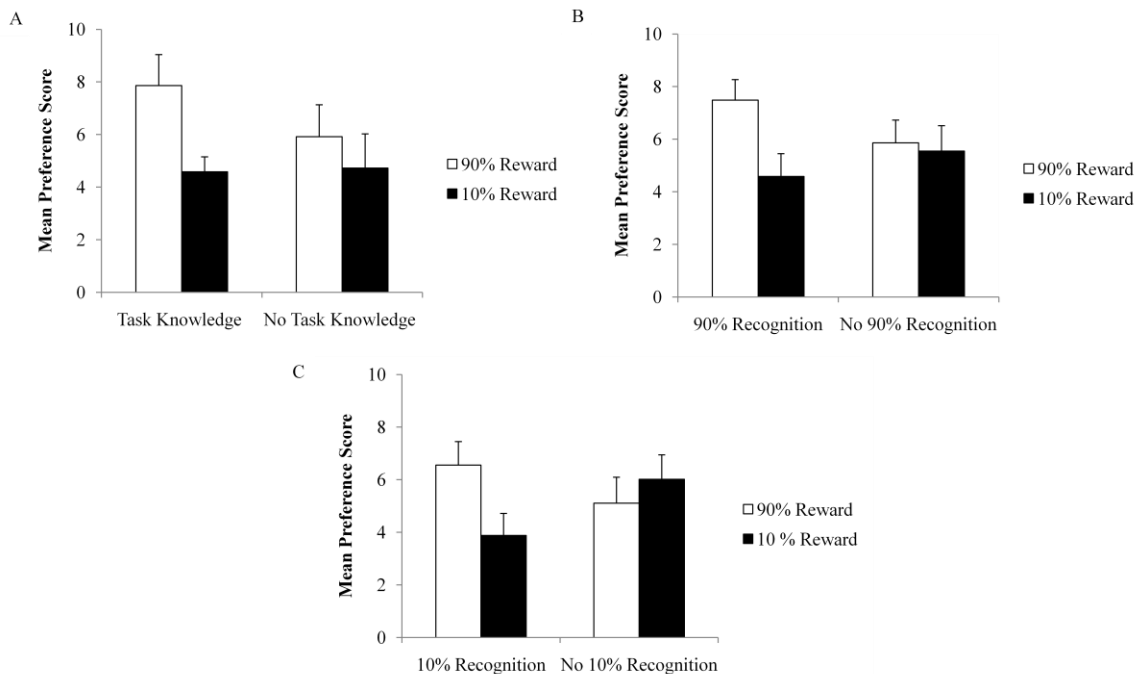 A
Mean Preference Score
10
8
6
4
2
0
Task Knowledge No Task Knowledge
90% Reward
10% Reward
B
Mean Preference Score
10
8
6
4
2
0
90% Recognition No 90% Recognition
90% Reward
10% Reward
C
Mean Preference Score
10
8
6
4
2
0
10% Recognition No 10% Recognition
90% Reward
10 % Reward